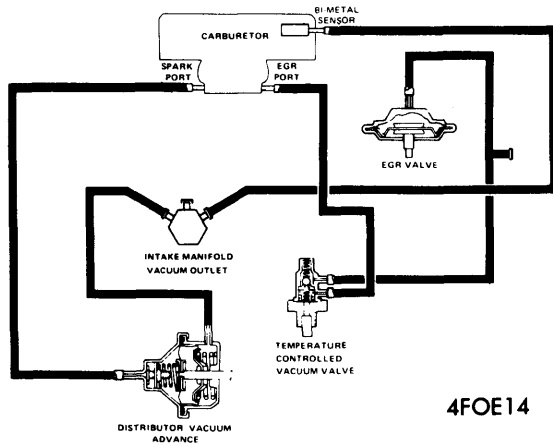 BI-METAL
SENSOR
CARBURETOR
SPARK
PORT
EGR
PORT
EGR VALVE
INTAKE MANIFOLD
VACUUM OUTLET
TEMPERATURE
CONTROLLED
VACUUM VALVE
DISTRIBUTOR VACUUM
ADVANCE
4FOE14